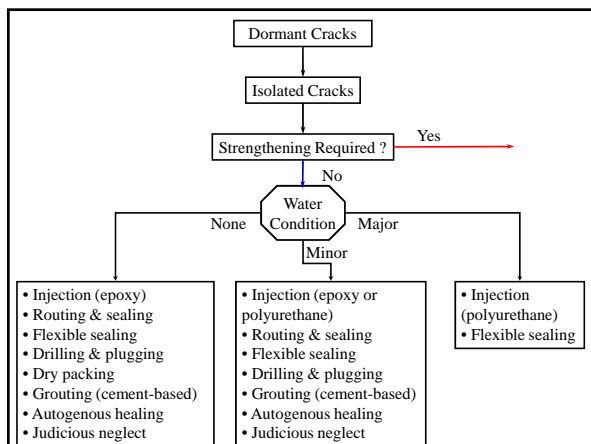 Dormant Cracks
Isolated Cracks
Strengthening Required ?
Yes
No
Water
Condition
None
Major
Minor
• Injection (epoxy)
• Routing & sealing
• Flexible sealing
• Drilling & plugging
• Dry packing
• Grouting (cement-based)
• Autogenous healing
• Judicious neglect
• Injection (epoxy or
polyurethane)
• Routing & sealing
• Flexible sealing
• Drilling & plugging
• Grouting (cement-based)
• Autogenous healing
• Judicious neglect
• Injection
(polyurethane)
• Flexible sealing